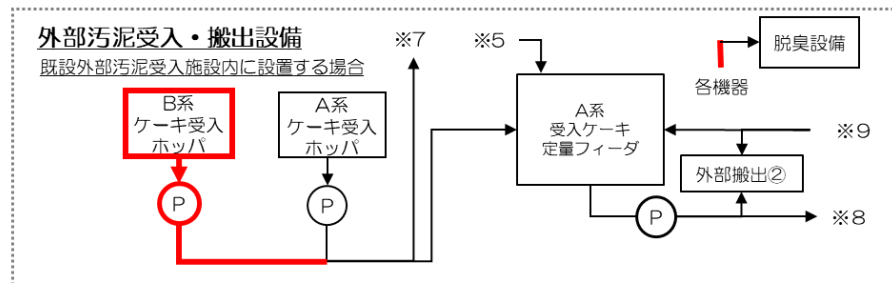 外部汚泥受入・搬出設備
既設外部汚泥受入施設内に設置する場合
※7
※5
脱臭設備
各機器
B系
ケーキ受入
ホッパ
A系
ケーキ受入
ホッパ
A系
受入ケーキ
定量フィーダ
※9
外部搬出②
P
P
P
※8